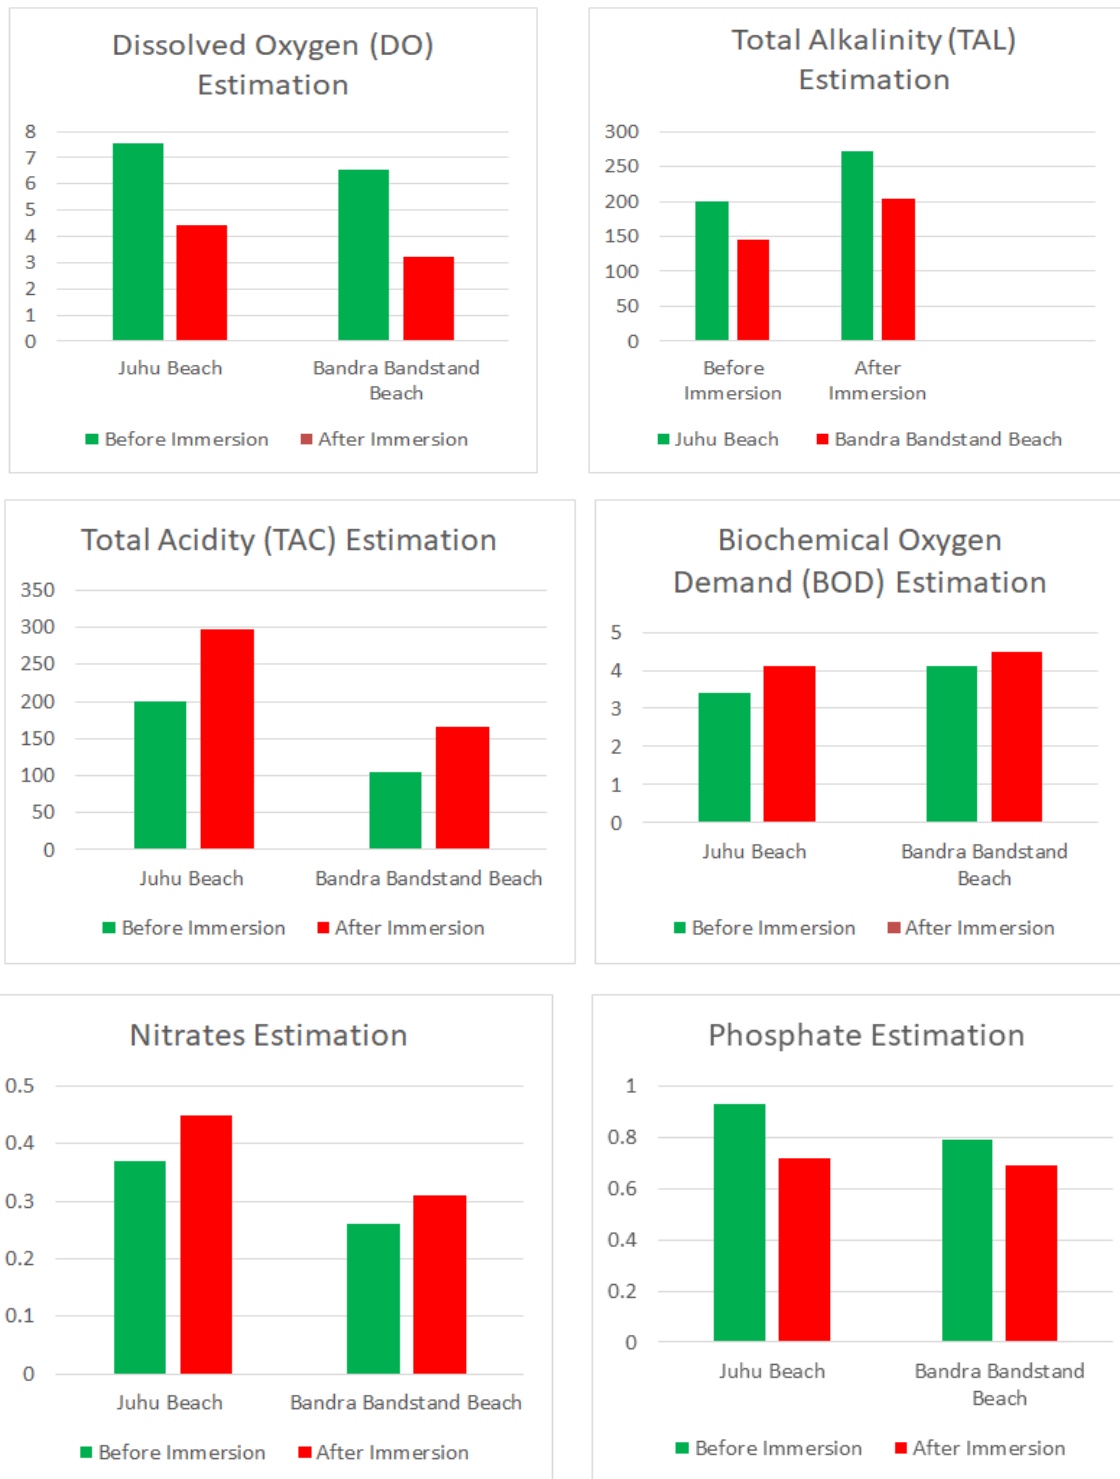 Dissolved Oxygen (DO)
Estimation
8
7
6
5
4
3
2
1
0
Juhu Beach
Bandra Bandstand
Beach
Before Immersion
After Immersion
Total Alkalinity (TAL)
Estimation
300
250
200
150
100
50
0
Before
Immersion
After
Immersion
Juhu Beach
Bandra Bandstand Beach
Total Acidity (TAC) Estimation
350
300
250
200
150
100
50
0
Juhu Beach
Bandra Bandstand Beach
Before Immersion
After Immersion
Biochemical Oxygen
Demand (BOD) Estimation
5
4
3
2
1
0
Juhu Beach
Bandra Bandstand
Beach
Before Immersion
After Immersion
Nitrates Estimation
0.5
0.4
0.3
0.2
0.1
0
Juhu Beach
Bandra Bandstand Beach
Before Immersion
After Immersion
Phosphate Estimation
1
0.8
0.6
0.4
0.2
0
Juhu Beach
Bandra Bandstand
Beach
Before Immersion
After Immersion